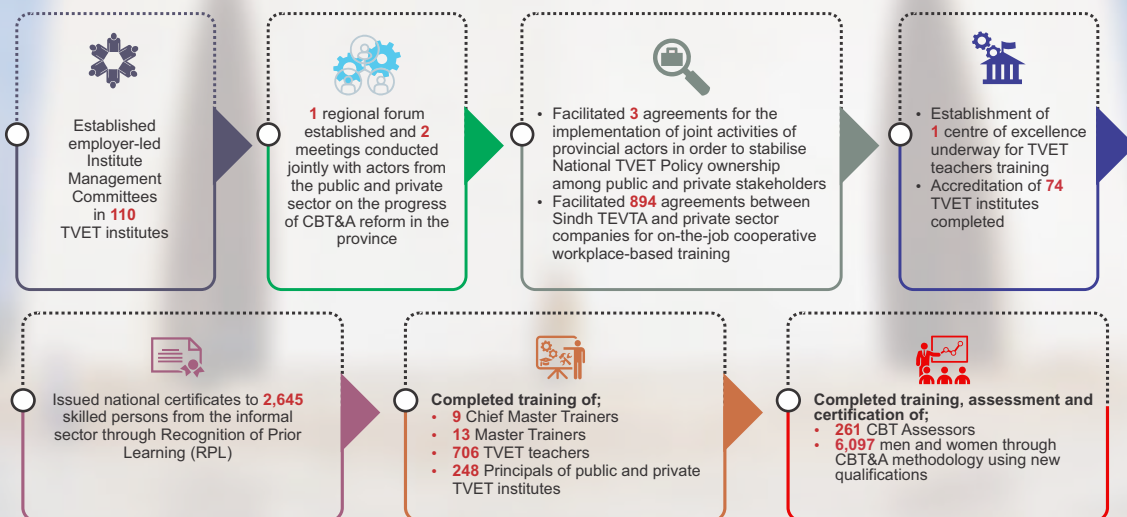 Established
employer-led
Institute
Management
Committees
in 110
TVET institutes
1 regional forum
established and 2
meetings conducted
jointly with actors from
the public and private
sector on the progress
of CBT&A reform in the
province
• Facilitated 3 agreements for the
implementation of joint activities of
provincial actors in order to stabilise
National TVET Policy ownership
among public and private stakeholders
• Facilitated 894 agreements between
Sindh TEVTA and private sector
companies for on-the-job cooperative
workplace-based training
• Establishment of
1 centre of excellence
underway for TVET
teachers training
• Accreditation of 74
TVET institutes
completed
Issued national certificates to 2,645
skilled persons from the informal
sector through Recognition of Prior
Learning (RPL)
Completed training of;
• 9 Chief Master Trainers
• 13 Master Trainers
• 706 TVET teachers
• 248 Principals of public and private
TVET institutes
Completed training, assessment and
certification of;
• 261 CBT Assessors
• 6,097 men and women through
CBT&A methodology using new
qualifications